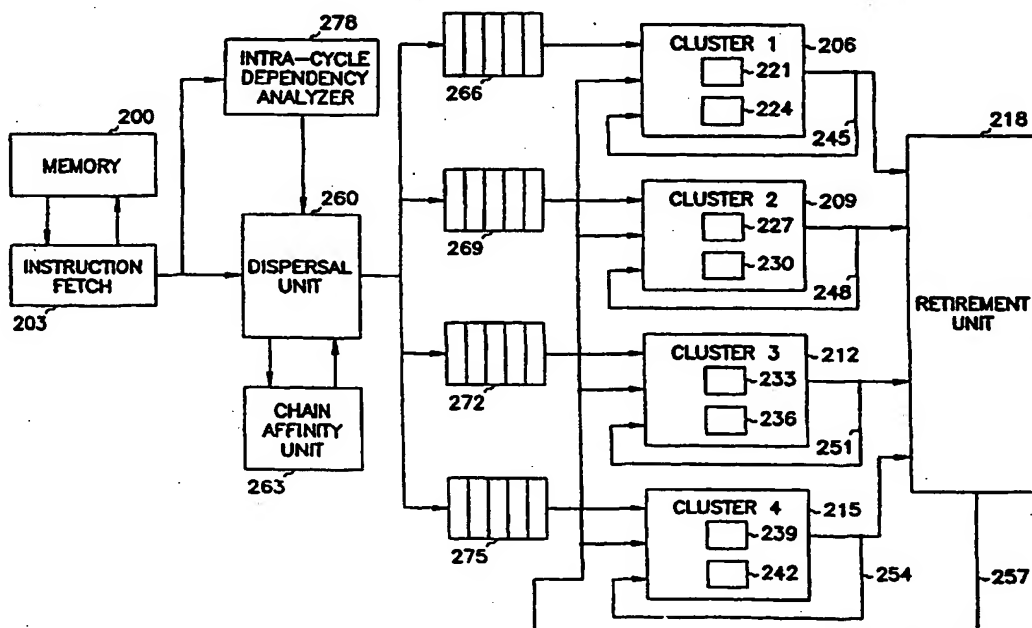 278
INTRA-CYCLE
DEPENDENCY
ANALYZER
200
MEMORY
INSTRUCTION
FETCH
203
260
DISPERSAL
UNIT
CHAIN
AFFINITY
UNIT
263
266
269
272
275
CLUSTER 1
206
221
224
245
CLUSTER 2
209
227
230
248
CLUSTER 3
212
233
236
251
CLUSTER 4
215
239
242
254
218
RETIREMENT
UNIT
257